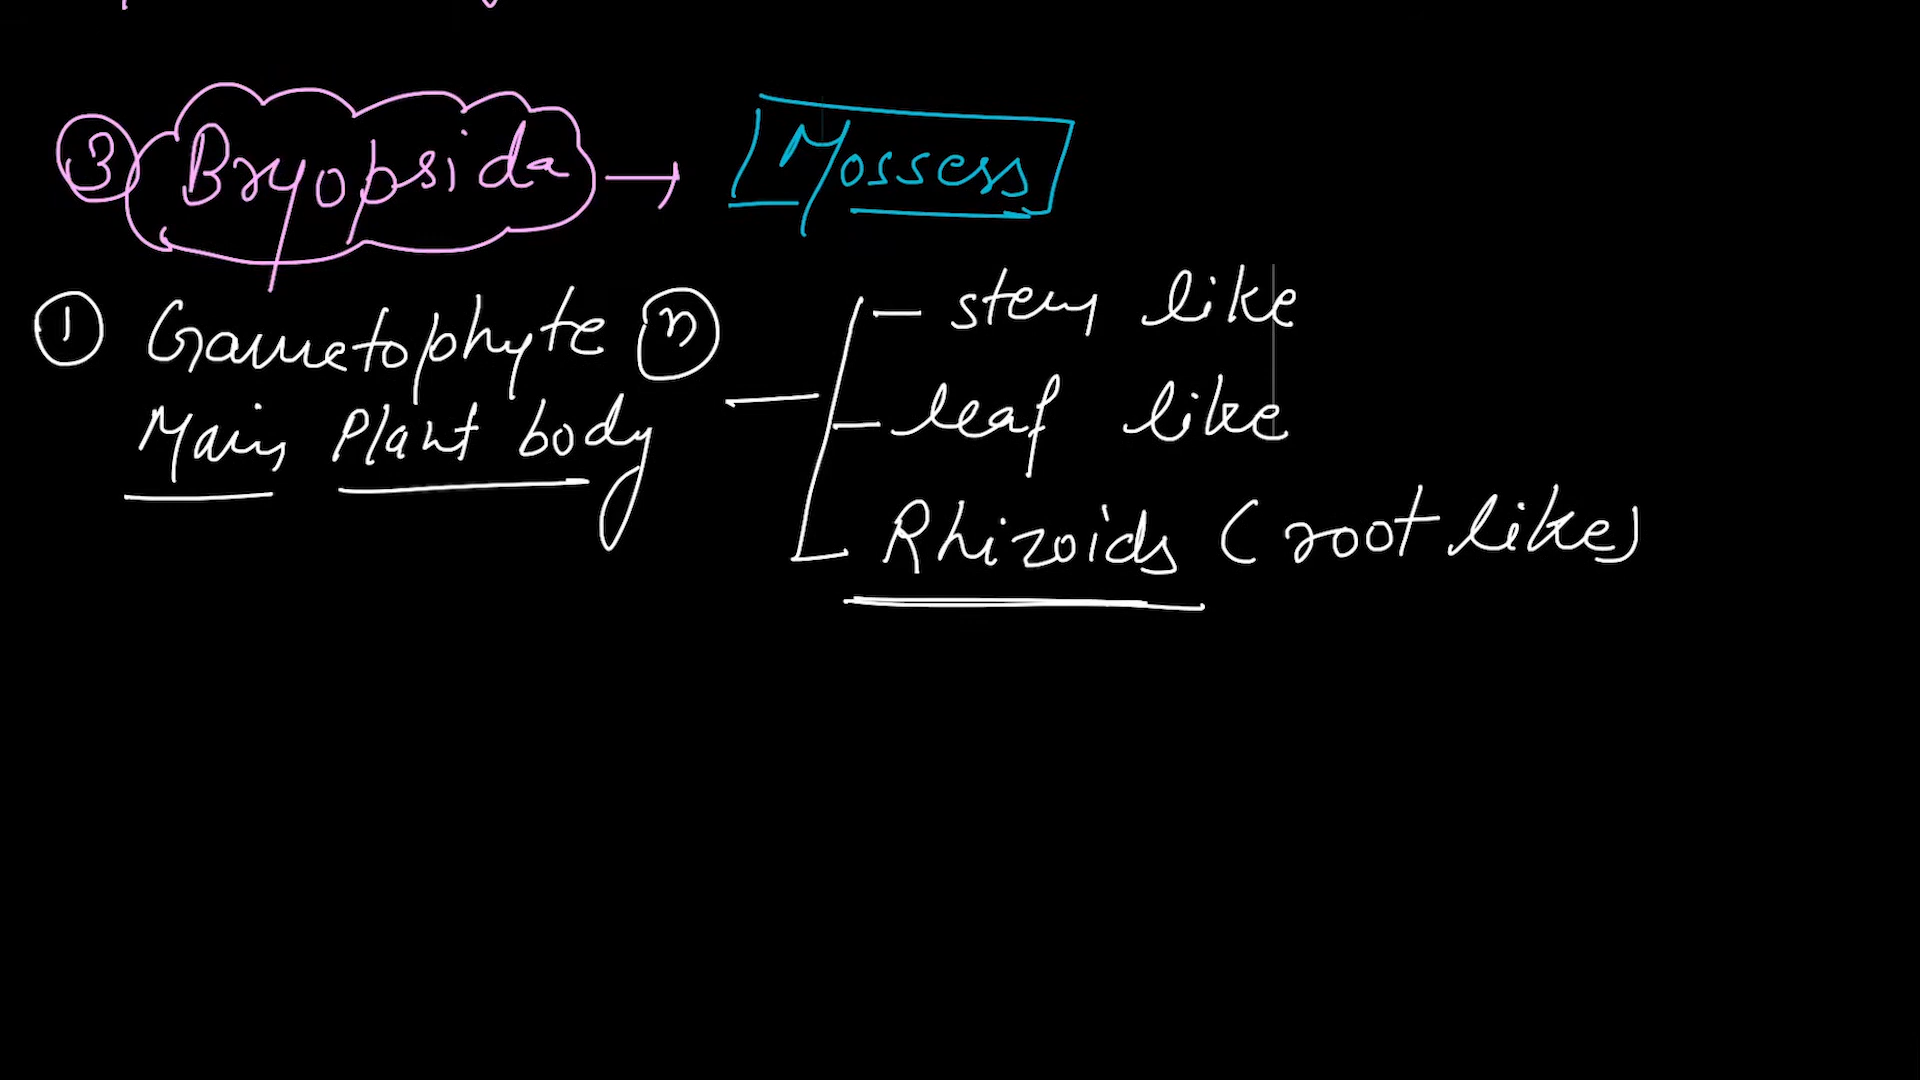 ③ Bryopsida → Mossess
① Gametophyte ⓝ
Main Plant body
- stem like
- leaf like
Rhizoids (root like)